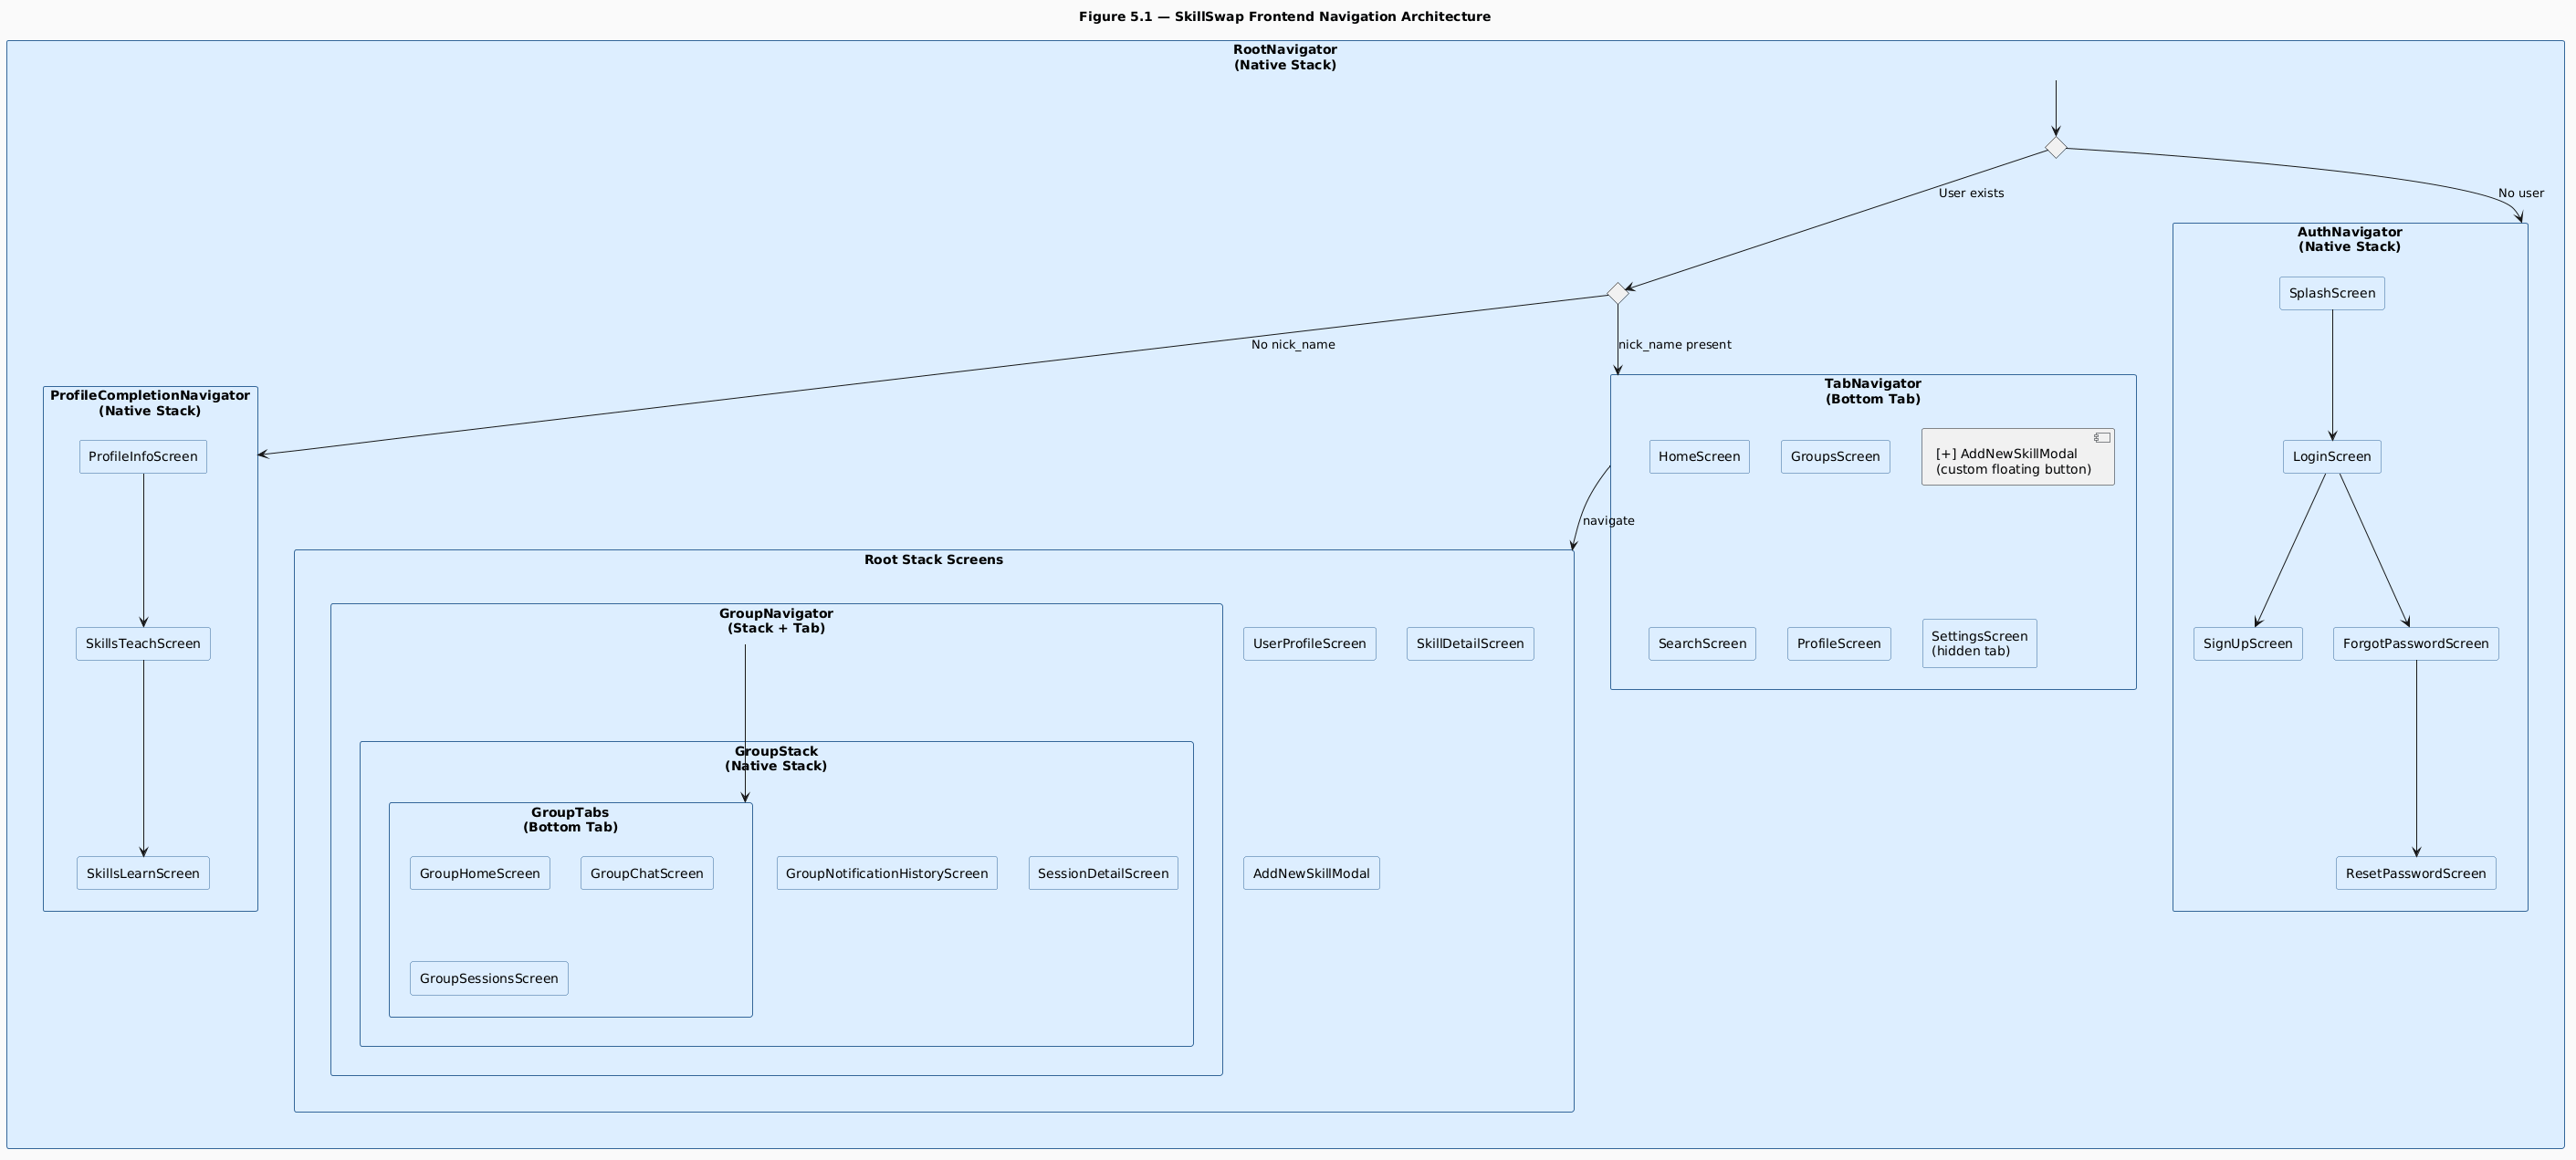 Figure 5.1 — SkillSwap Frontend Navigation Architecture
RootNavigator
(Native Stack)
User exists
No user
AuthNavigator
(Native Stack)
SplashScreen
LoginScreen
SignUpScreen
ForgotPasswordScreen
ResetPasswordScreen
No nick_name
nick_name present
ProfileCompletionNavigator
(Native Stack)
ProfileInfoScreen
SkillsTeachScreen
SkillsLearnScreen
TabNavigator
(Bottom Tab)
HomeScreen
GroupsScreen
[+] AddNewSkillModal
(custom floating button)
SearchScreen
ProfileScreen
SettingsScreen
(hidden tab)
navigate
Root Stack Screens
GroupNavigator
(Stack + Tab)
UserProfileScreen
SkillDetailScreen
GroupStack
(Native Stack)
GroupTabs
(Bottom Tab)
GroupHomeScreen
GroupChatScreen
GroupNotificationHistoryScreen
SessionDetailScreen
AddNewSkillModal
GroupSessionsScreen